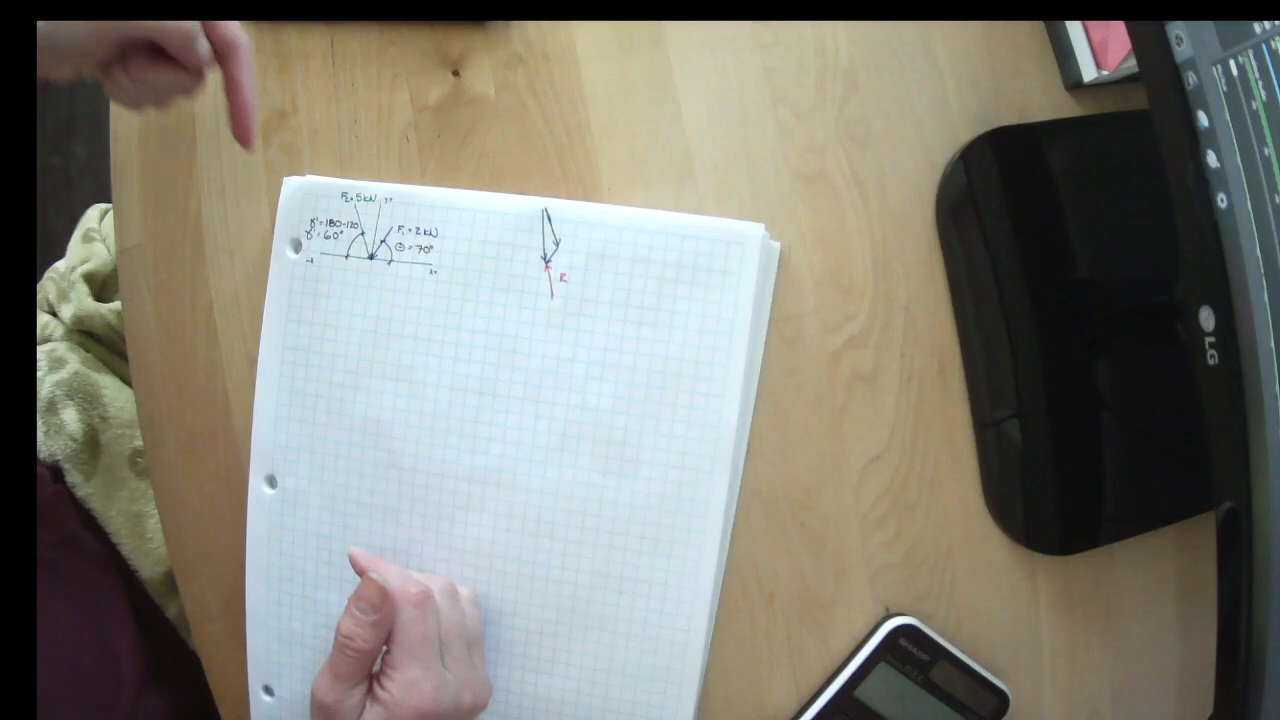 F₂=5kN
y+
γ'=180-120
γ'=60°
F₁=2kN
Θ=70°
-x
x+
R
LG
SHARP